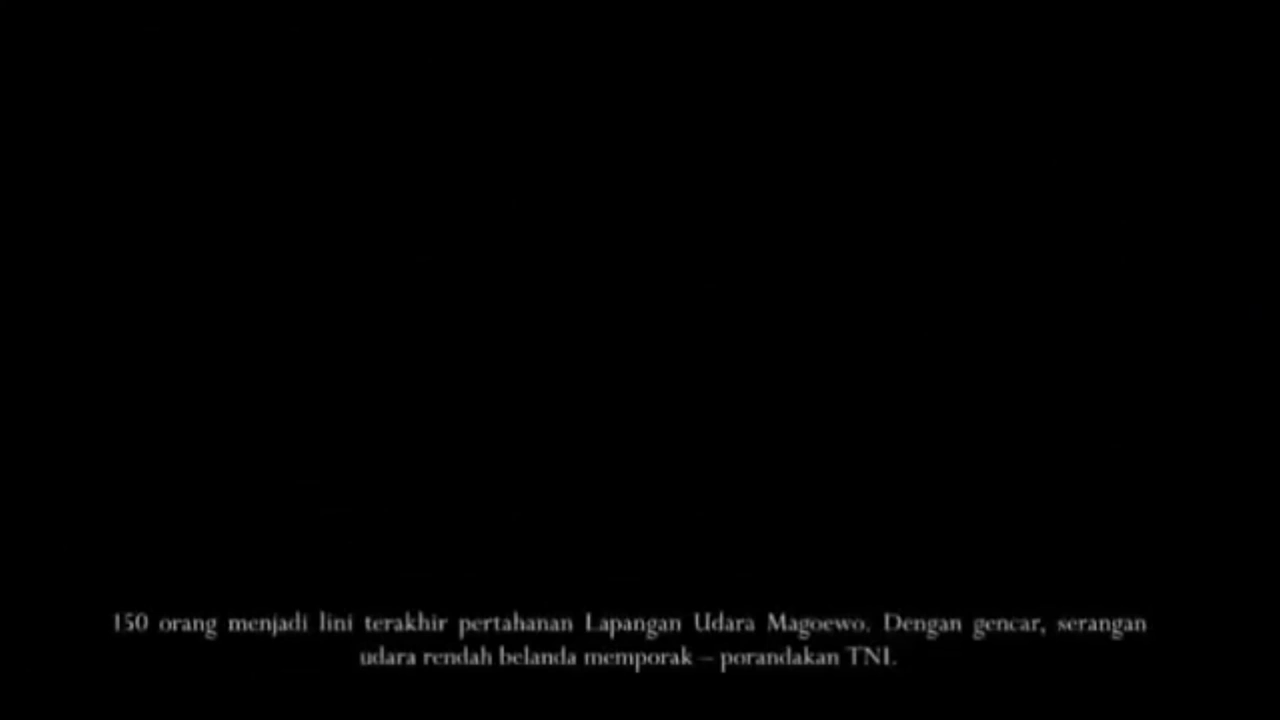 150 orang menjadi lini terakhir pertahanan Lapangan Udara Magoewo. Dengan gencar, serangan
udara rendah belanda memporak – porandakan TNI.